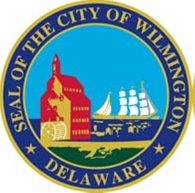 SEAL OF THE CITY OF WILMINGTON
DELAWARE